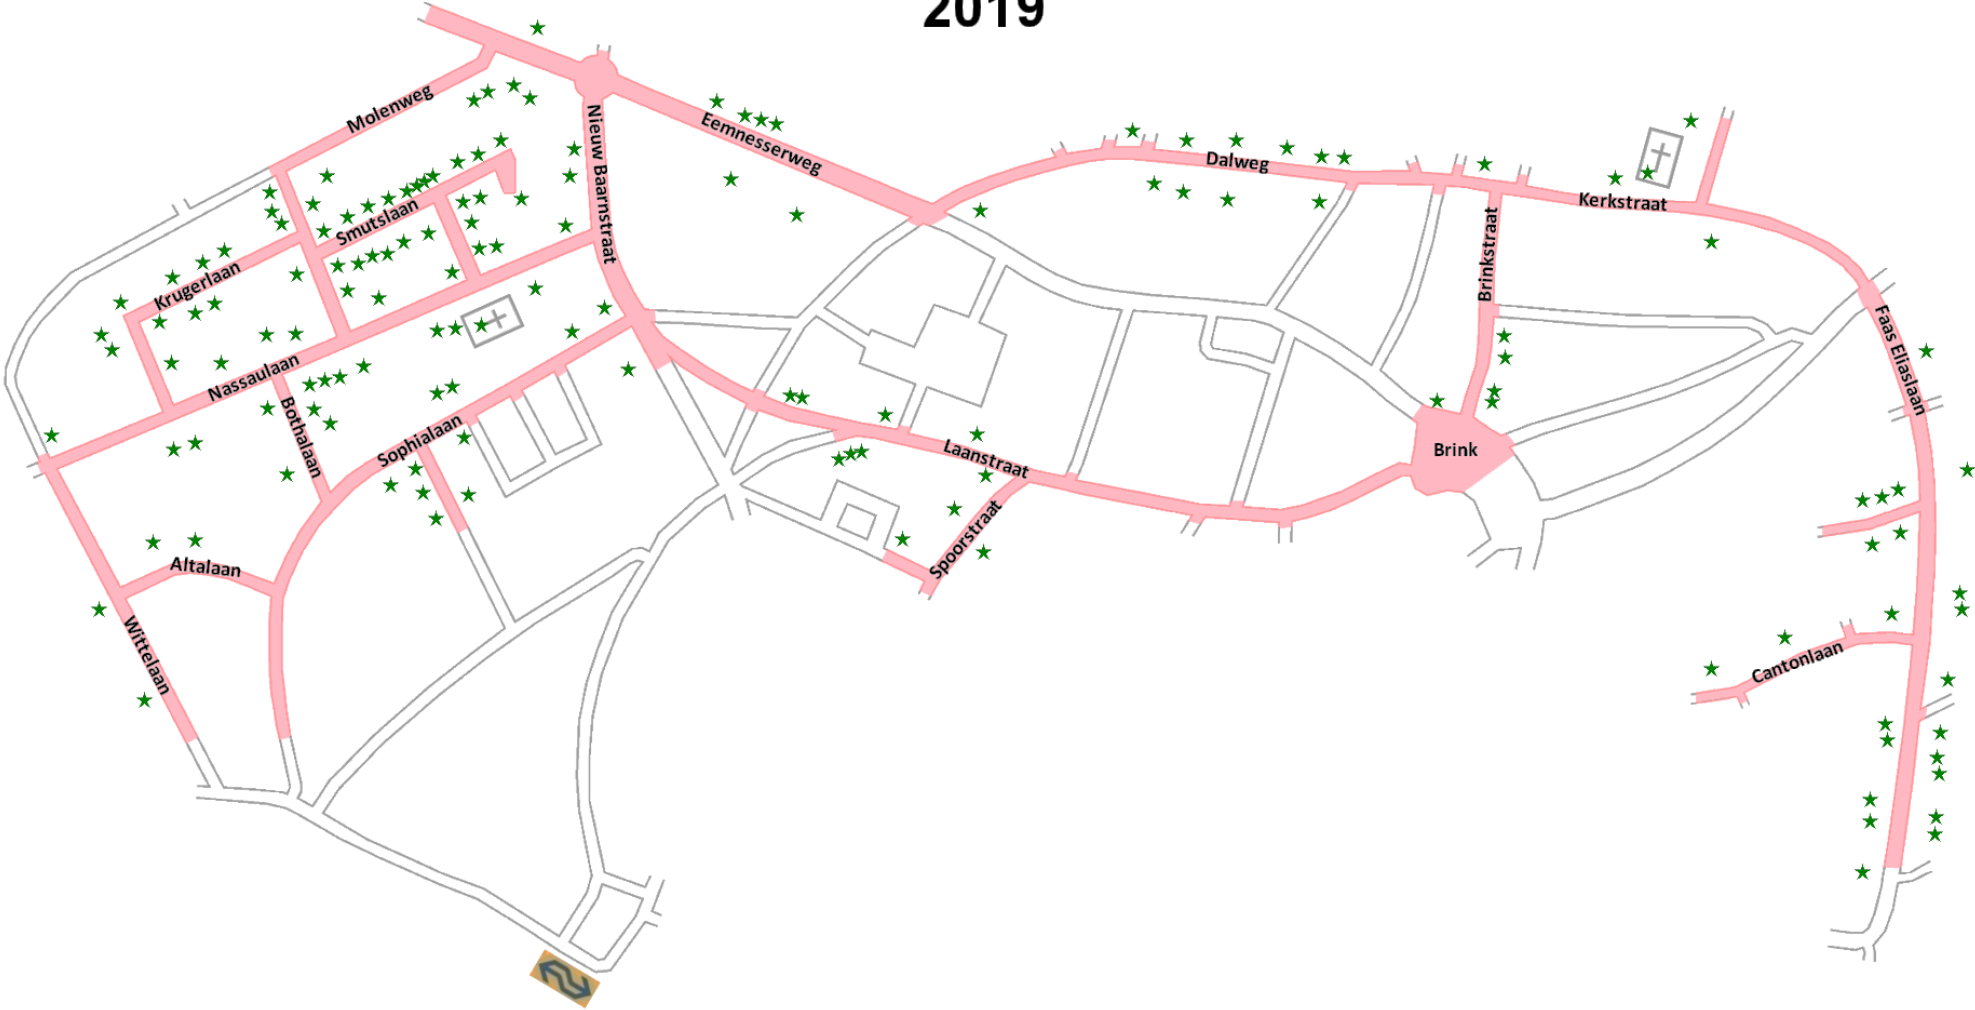 2019
Molenweg
Nieuw Baarnstraat
Eemnesserweg
Dalweg
Kerkstraat
Smutslaan
Brinkstraat
Krugerlaan
Faas Eliaslaan
Nassaulaan
Bothalaan
Sophialaan
Laanstraat
Brink
Spoorstraat
Altalaan
Wittelaan
Cantonlaan